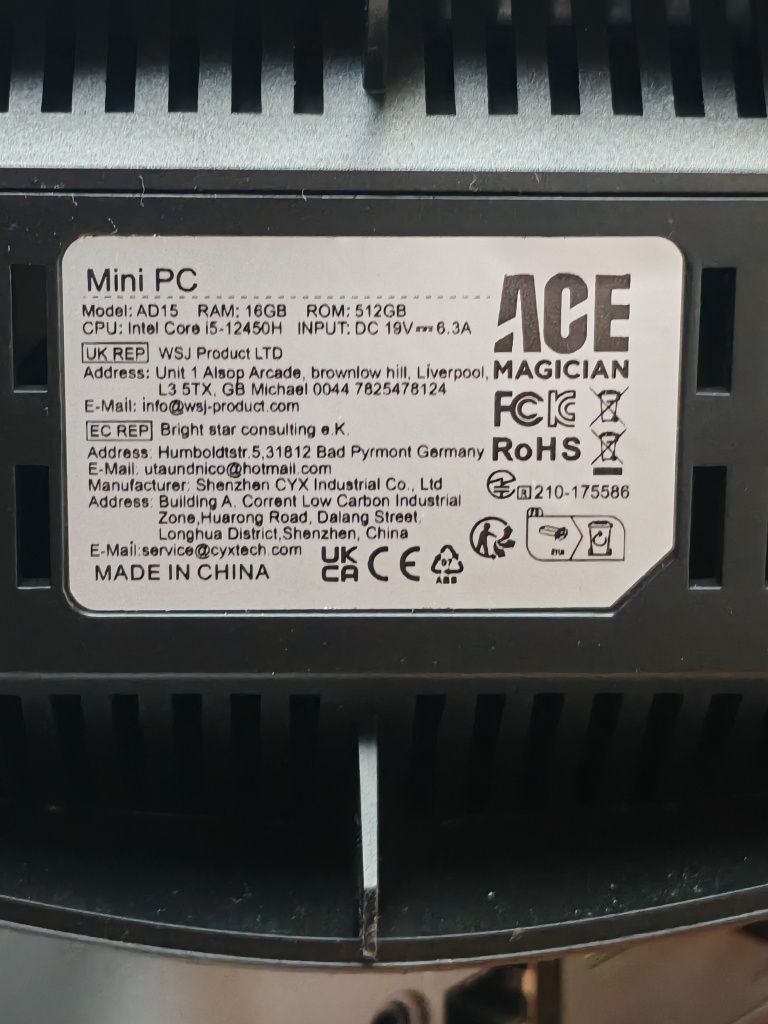 Mini PC
Model: AD15 RAM: 16GB ROM: 512GB
CPU: Intel Core i5-12450H INPUT: DC 19V⎓6.3A
UK REP WSJ Product LTD
Address: Unit 1 Alsop Arcade, brownlow hill, Liverpool,
L3 5TX, GB Michael 0044 7825478124
E-Mail: info@wsj-product.com
EC REP Bright star consulting e.K.
Address: Humboldtstr.5,31812 Bad Pyrmont Germany
E-Mail: utaundnico@hotmail.com
Manufacturer: Shenzhen CYX Industrial Co., Ltd
Address: Building A. Corrent Low Carbon Industrial
Zone,Huarong Road, Dalang Street,
Longhua District,Shenzhen, China
E-Mail:service@cyxtech.com
MADE IN CHINA
ACE
MAGICIAN
FC KC
RoHS
R 210-175586
UK
CA
CE
07
ABS
FR